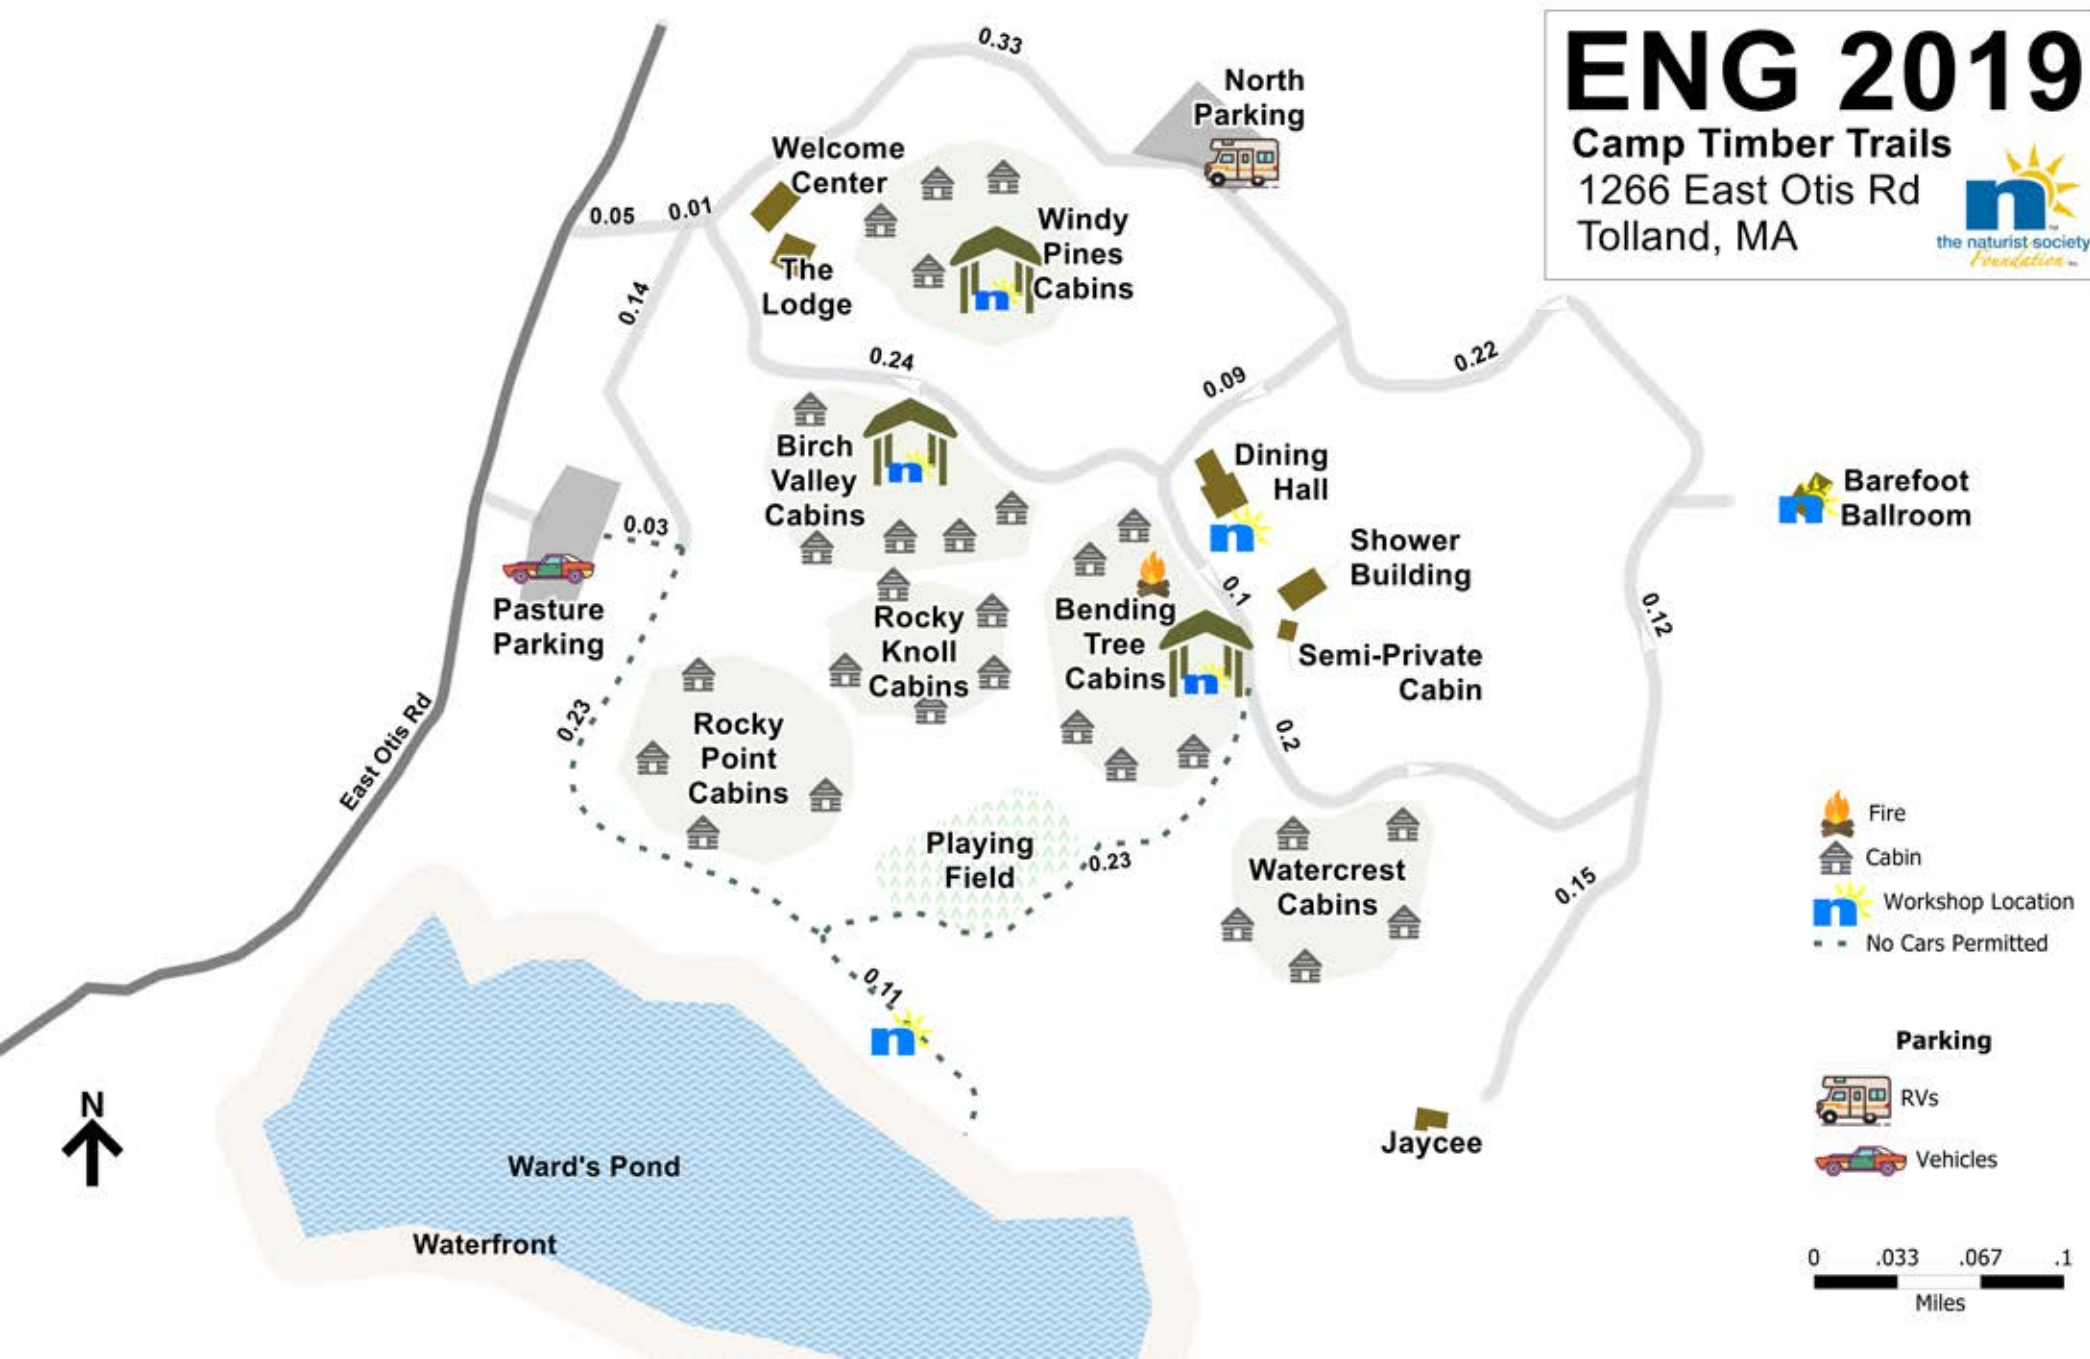 ENG 2019
Camp Timber Trails
1266 East Otis Rd
Tolland, MA
n
the naturist society
Foundation
0.33
North
Parking
Welcome
Center
0.05
0.01
Windy
Pines
Cabins
n
The
Lodge
0.14
0.24
0.09
0.22
Birch
Valley
Cabins
n
Dining
Hall
n
Barefoot
Ballroom
n
0.03
Shower
Building
0.1
0.12
Pasture
Parking
Rocky
Knoll
Cabins
Bending
Tree
Cabins
n
Semi-Private
Cabin
0.23
East Otis Rd
Rocky
Point
Cabins
0.2
Playing
Field
0.23
Watercrest
Cabins
0.15
0.11
n
Jaycee
Ward's Pond
Waterfront
N
Fire
Cabin
n
Workshop Location
No Cars Permitted
Parking
RVs
Vehicles
0 .033 .067 .1
Miles